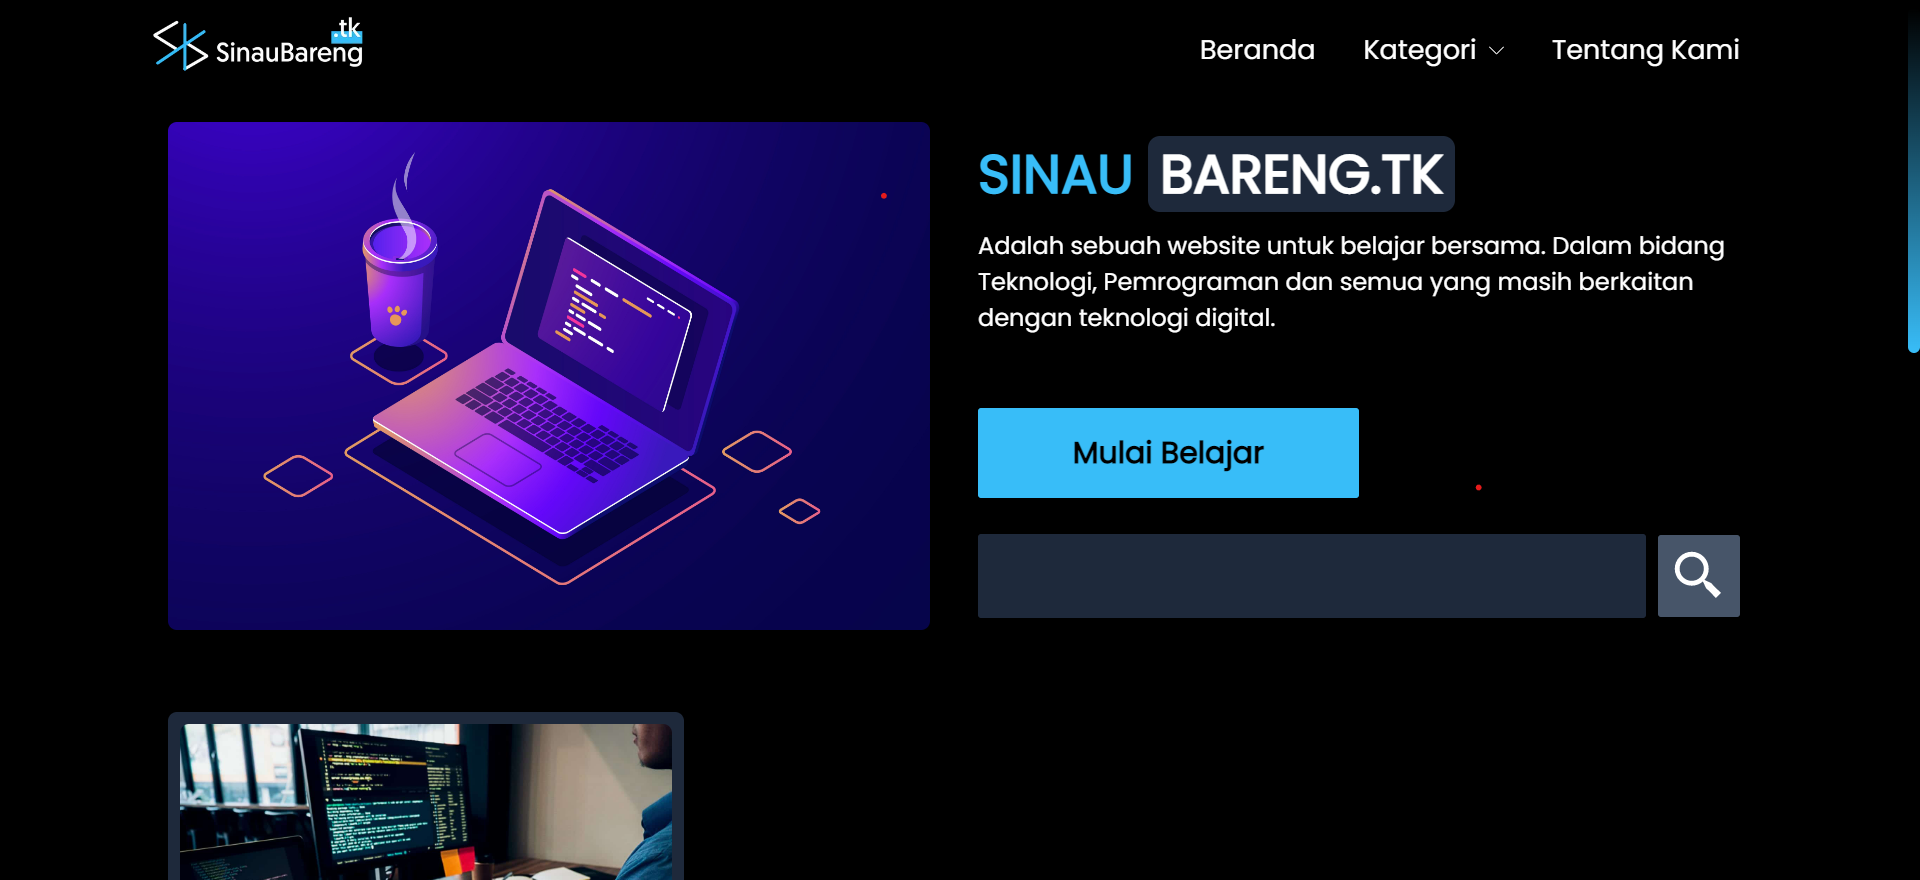 .tk
SinauBareng
Beranda
Kategori
Tentang Kami
SINAU BARENG.TK
Adalah sebuah website untuk belajar bersama. Dalam bidang
Teknologi, Pemrograman dan semua yang masih berkaitan
dengan teknologi digital.
Mulai Belajar